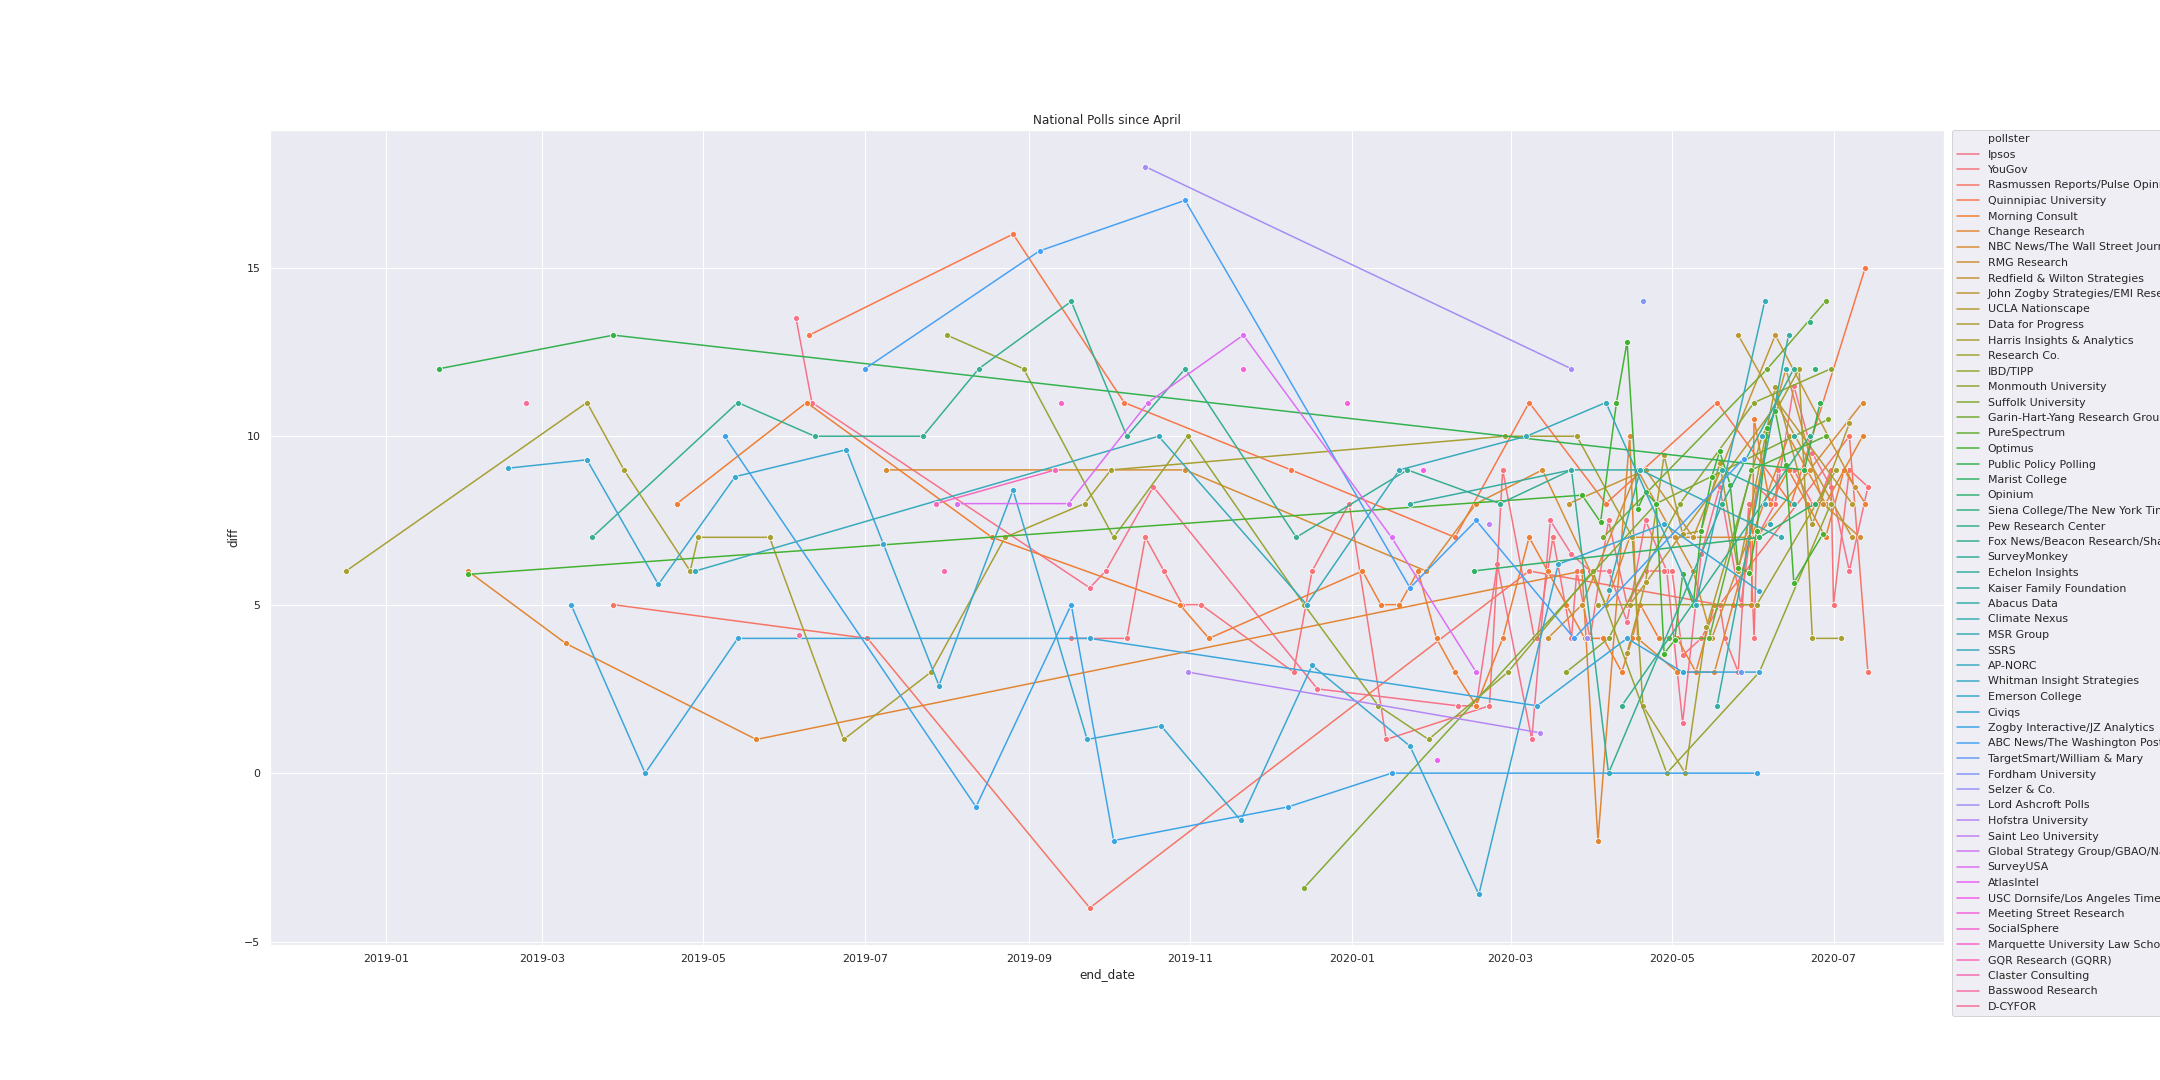 National Polls since April
diff
15
10
5
0
−5
2019-01 2019-03 2019-05 2019-07 2019-09 2019-11 2020-01 2020-03 2020-05 2020-07
end_date
pollster
Ipsos
YouGov
Rasmussen Reports/Pulse Opin
Quinnipiac University
Morning Consult
Change Research
NBC News/The Wall Street Jour
RMG Research
Redfield & Wilton Strategies
John Zogby Strategies/EMI Rese
UCLA Nationscape
Data for Progress
Harris Insights & Analytics
Research Co.
IBD/TIPP
Monmouth University
Suffolk University
Garin-Hart-Yang Research Grou
PureSpectrum
Optimus
Public Policy Polling
Marist College
Opinium
Siena College/The New York Tim
Pew Research Center
Fox News/Beacon Research/Sha
SurveyMonkey
Echelon Insights
Kaiser Family Foundation
Abacus Data
Climate Nexus
MSR Group
SSRS
AP-NORC
Whitman Insight Strategies
Emerson College
Civiqs
Zogby Interactive/JZ Analytics
ABC News/The Washington Post
TargetSmart/William & Mary
Fordham University
Selzer & Co.
Lord Ashcroft Polls
Hofstra University
Saint Leo University
Global Strategy Group/GBAO/Na
SurveyUSA
AtlasIntel
USC Dornsife/Los Angeles Time
Meeting Street Research
SocialSphere
Marquette University Law Scho
GQR Research (GQRR)
Claster Consulting
Basswood Research
D-CYFOR